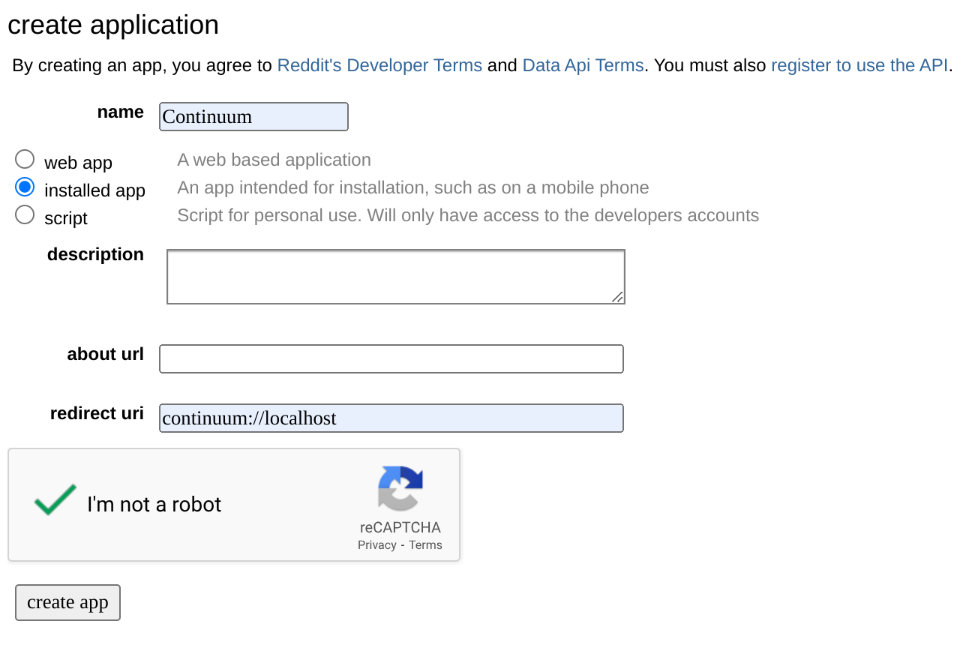 create application
By creating an app, you agree to Reddit's Developer Terms and Data Api Terms. You must also register to use the API.
name Continuum
web app A web based application
installed app An app intended for installation, such as on a mobile phone
script Script for personal use. Will only have access to the developers accounts
description
about url
redirect uri continuum://localhost
I'm not a robot
reCAPTCHA
Privacy - Terms
create app